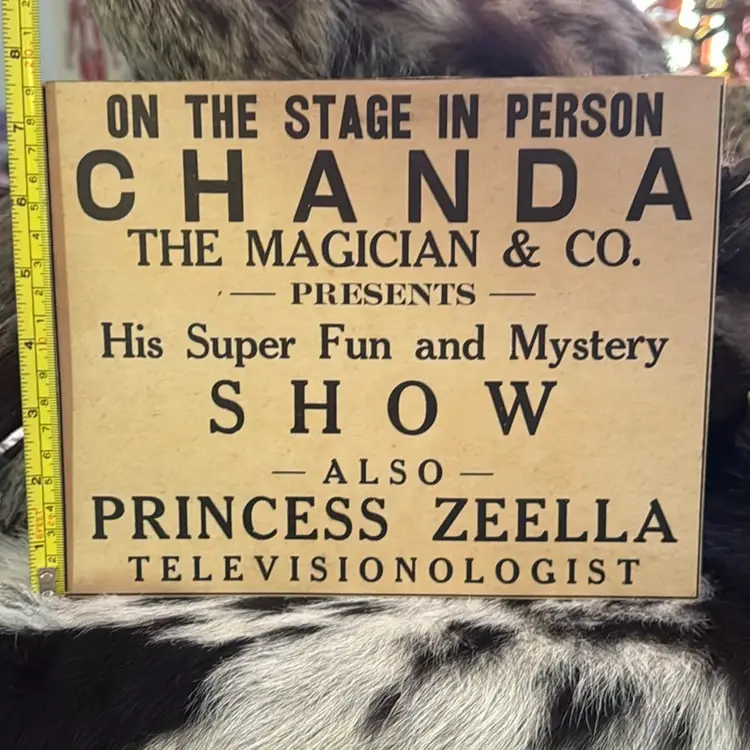 ON THE STAGE IN PERSON
CHANDA
THE MAGICIAN & CO.
— PRESENTS —
His Super Fun and Mystery
SHOW
— ALSO —
PRINCESS ZEELLA
TELEVISIONOLOGIST